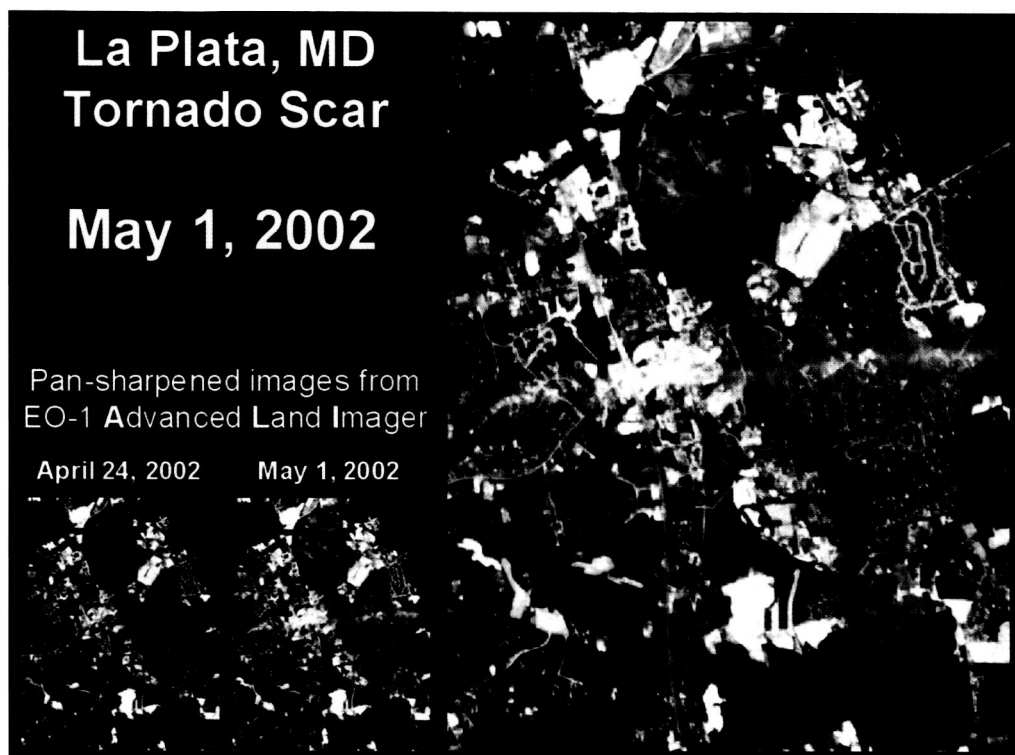 La Plata, MD
Tornado Scar
May 1, 2002
Pan-sharpened images from
EO-1 Advanced Land Imager
April 24, 2002
May 1, 2002